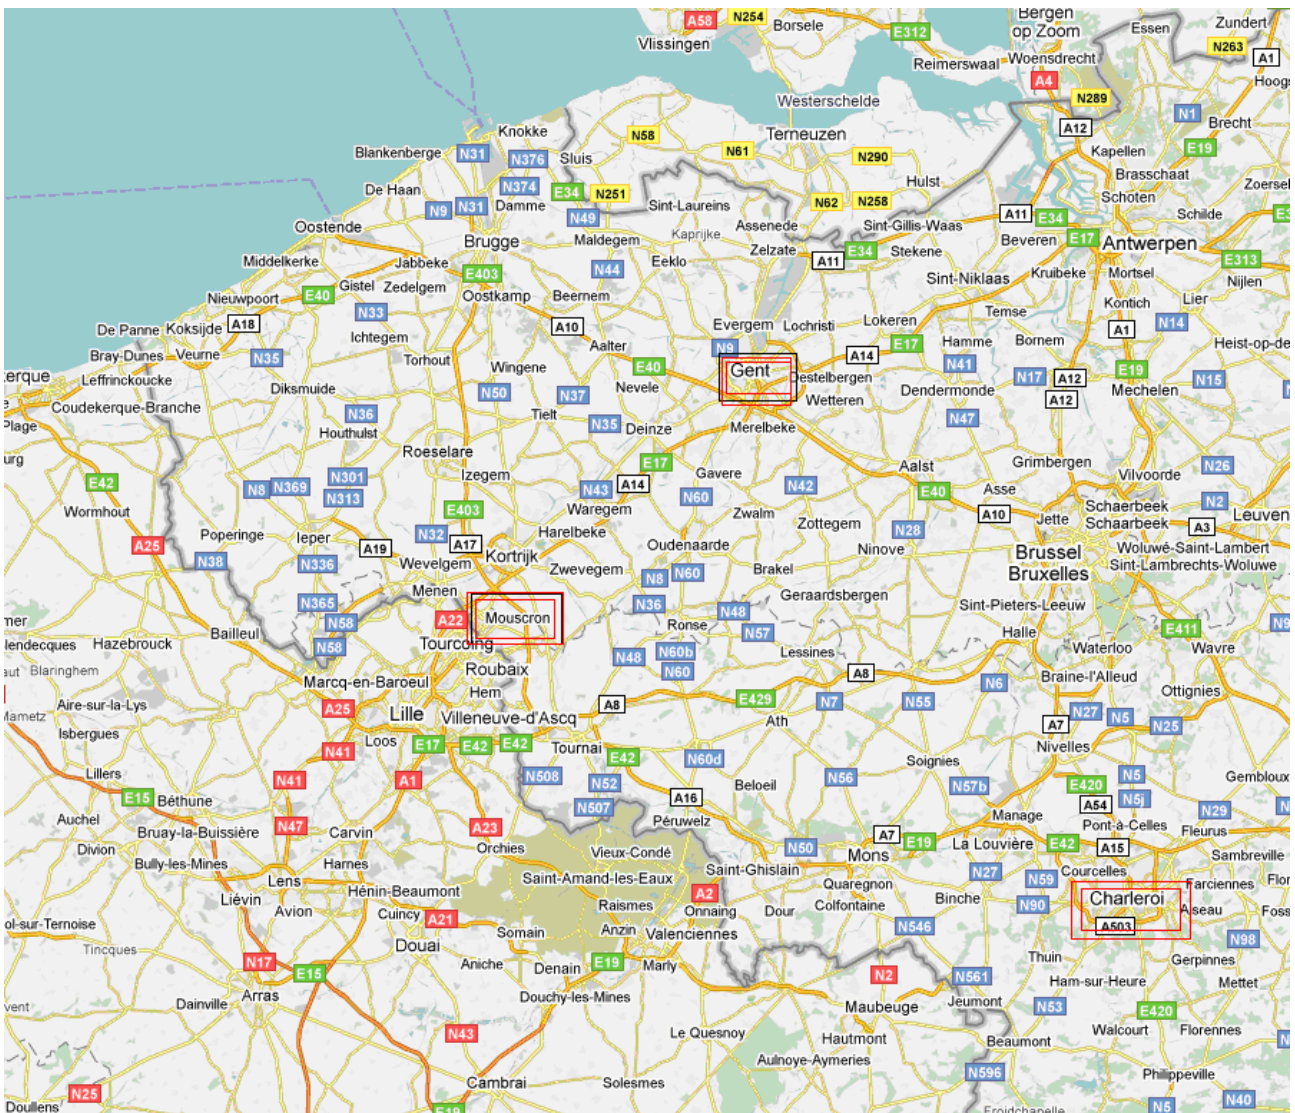 A58
N254
Borsele
Vlissingen
E312
Bergen
op Zoom
Essen
Zundert
N263
A1
Reimerswaal
Woensdrecht
A4
Hoogs
N289
Westerschelde
N1
Knokke
N58
Terneuzen
A12
Brecht
Blankenberge
N31
N376
Sluis
N61
N290
Kapellen
E19
De Haan
N374
E34
N251
Hulst
Brasschaat
Zoersel
N9
N31
Damme
N49
Sint-Laureins
N62
N258
Schoten
A11
E34
Schilde
E3
Oostende
Assenede
Sint-Gillis-Waas
Brugge
Maldegem
Kaprijke
Zelzate
E34
Stekene
Beveren
E17
Antwerpen
Middelkerke
Jabbeke
E403
N44
Eeklo
A11
Sint-Niklaas
Kruibeke
Mortsel
E313
Nijlen
Nieuwpoort
E40
Gistel
Zedelgem
Oostkamp
Beernem
Kontich
Lier
De Panne
Koksijde
A18
N33
A10
Evergem
Lochristi
Lokeren
Temse
A1
N14
Bray-Dunes
Veurne
N35
Ichtegem
Torhout
Aalter
N9
A14
E17
Hamme
Bornem
Heist-op-de
kerque
Leffrinckoucke
Wingene
E40
Gent
Destelbergen
N41
N17
A12
E19
N15
Coudekerque-Branche
Diksmuide
N50
N37
Nevele
Wetteren
Dendermonde
A12
Mechelen
Plage
N36
Tielt
N35
Deinze
Merelbeke
N47
Houthulst
Roeselare
Izegem
E17
Gavere
Aalst
Grimbergen
Vilvoorde
N26
urg
E42
N8
N369
N301
N313
N43
A14
N60
N42
E40
Asse
N2
Wormhout
E403
Waregem
Zwalm
A10
Jette
Schaerbeek
Schaarbeek
A3
Leuven
A25
Poperinge
Ieper
N32
A17
Harelbeke
Zottegem
N28
N38
A19
Kortrijk
Oudenaarde
Ninove
Brussel
Bruxelles
Woluwé-Saint-Lambert
Sint-Lambrechts-Woluwe
N336
Wevelgem
Zwevegem
N8
N60
Brakel
Menen
Geraardsbergen
N365
N36
N48
Sint-Pieters-Leeuw
mer
N58
A22
Mouscron
Ronse
N57
Halle
E411
N9
lendecques
Hazebrouck
Bailleul
N58
Tourcoing
N48
N60b
Lessines
Waterloo
Wavre
aut
Blaringhem
Marcq-en-Baroeul
Roubaix
N60
A8
N6
Braine-l'Alleud
Aire-sur-la-Lys
A25
Hem
A8
E429
N7
N55
Ottignies
Mametz
Lille
Villeneuve-d'Ascq
Ath
A7
N27
N5
N25
Isbergues
N41
Loos
E17
E42
E42
Tournai
Nivelles
E42
N60d
Soignies
Lillers
N41
A1
N508
N52
Beloeil
N56
N57b
E420
N5
Gembloux
E15
Béthune
N507
A16
A54
N5j
Auchel
N47
Carvin
A23
Péruwelz
Manage
N29
Bruay-la-Buissière
Orchies
A7
E19
Pont-à-Celles
Fleurus
Divion
Bully-les-Mines
Harnes
Vieux-Condé
N50
Mons
La Louvière
E42
A15
Sambreville
Lens
Saint-Amand-les-Eaux
Saint-Ghislain
N27
N59
Courcelles
Liévin
Hénin-Beaumont
A2
Quaregnon
Farciennes
Flor
Avion
Cuincy
Raismes
Onnaing
Dour
Colfontaine
Binche
N90
Charleroi
Aiseau
Foss
ol-sur-Ternoise
A21
Somain
Anzin
Valenciennes
N546
A503
N98
Tincques
Douai
Thuin
Gerpinnes
N17
E15
Aniche
Denain
E19
Marly
N2
N561
Ham-sur-Heure
Mettet
Arras
Douchy-les-Mines
Jeumont
N53
E420
vent
Dainville
Maubeuge
N43
Le Quesnoy
Hautmont
Beaumont
Walcourt
Florennes
Aulnoye-Aymeries
N596
Philippeville
N25
Cambrai
Solesmes
Doullens
E19
Froidchapelle
N5
N40